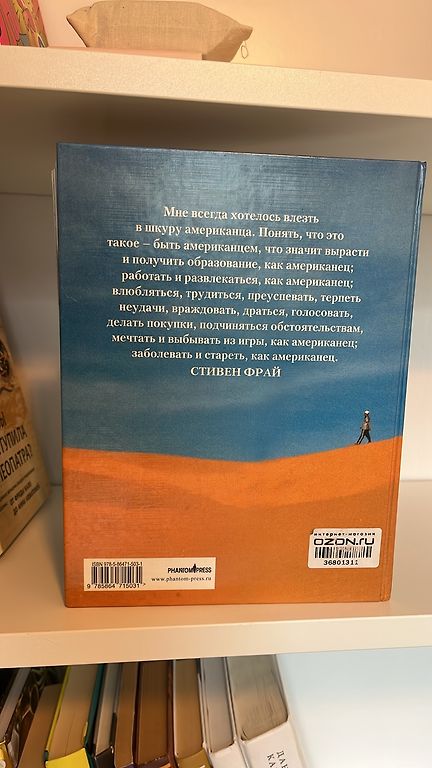 Мне всегда хотелось влезть
в шкуру американца. Понять, что это
такое – быть американцем, что значит вырасти
и получить образование, как американец;
работать и развлекаться, как американец;
влюбляться, трудиться, преуспевать, терпеть
неудачи, враждовать, драться, голосовать,
делать покупки, подчиняться обстоятельствам,
мечтать и выбывать из игры, как американец;
заболевать и стареть, как американец.
СТИВЕН ФРАЙ
интернет-магазин
OZON.ru
36801311
ISBN 978-5-86471-503-1
9 785864 715031
PHANTOM PRESS
www.phantom-press.ru